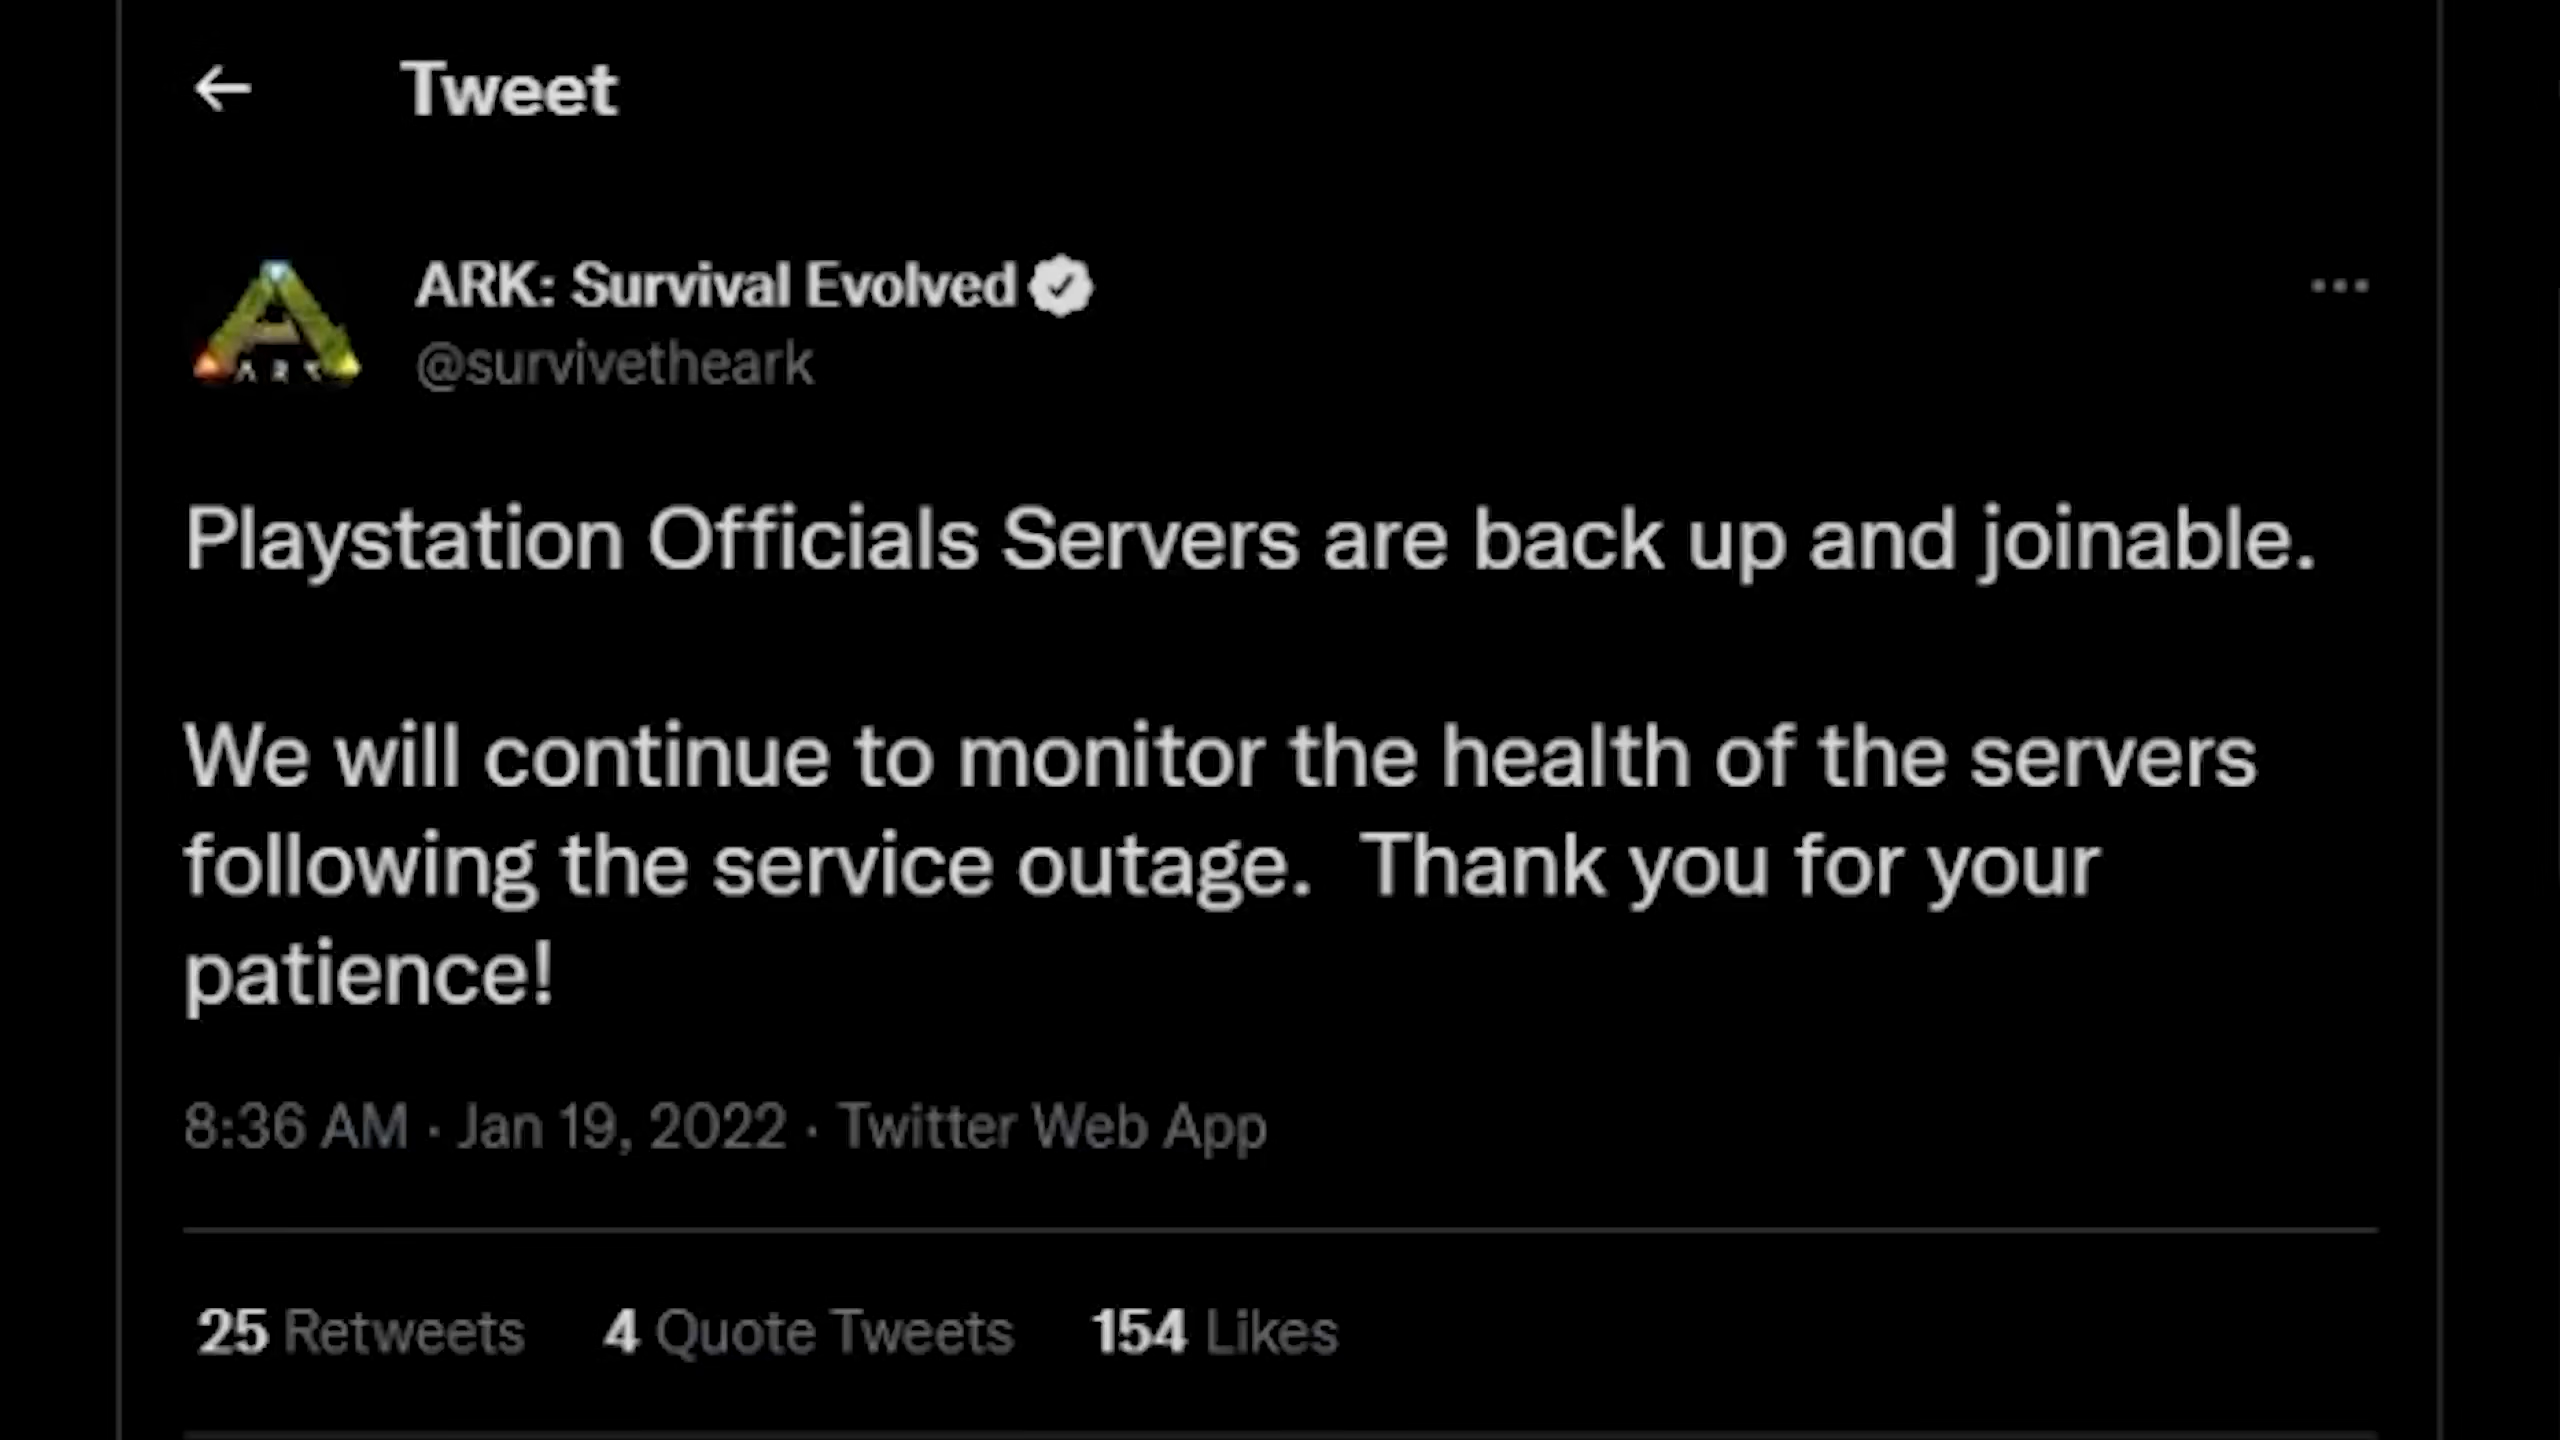 Tweet
ARK: Survival Evolved
@survivetheark
ARK
Playstation Officials Servers are back up and joinable.
We will continue to monitor the health of the servers
following the service outage.  Thank you for your
patience!
8:36 AM · Jan 19, 2022 · Twitter Web App
25 Retweets 4 Quote Tweets 154 Likes